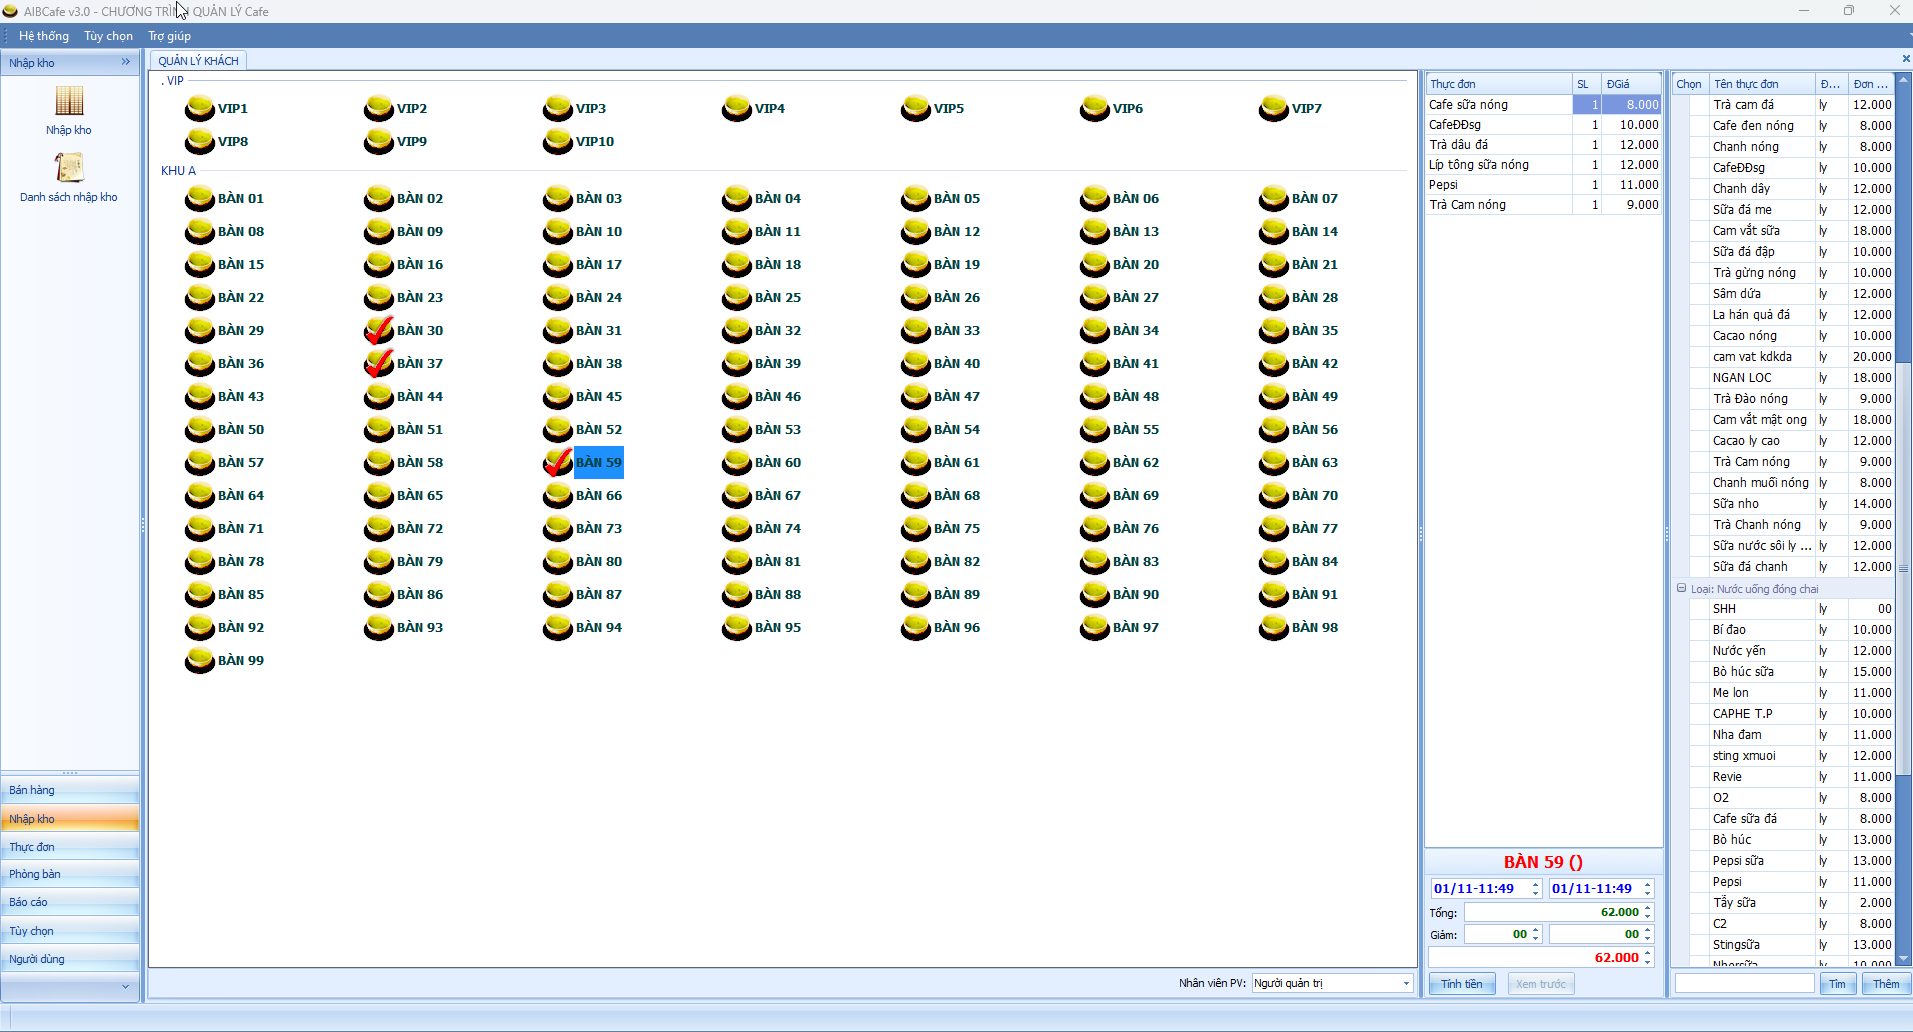 AIBCafe v3.0 - CHƯƠNG TRÌNH QUẢN LÝ Cafe
Hệ thống Tùy chọn Trợ giúp
Nhập kho
Nhập kho
Danh sách nhập kho
Bán hàng
Nhập kho
Thực đơn
Phòng bàn
Báo cáo
Tùy chọn
Người dùng
QUẢN LÝ KHÁCH
. VIP
VIP1 VIP2 VIP3 VIP4 VIP5 VIP6 VIP7
VIP8 VIP9 VIP10
KHU A
BÀN 01 BÀN 02 BÀN 03 BÀN 04 BÀN 05 BÀN 06 BÀN 07
BÀN 08 BÀN 09 BÀN 10 BÀN 11 BÀN 12 BÀN 13 BÀN 14
BÀN 15 BÀN 16 BÀN 17 BÀN 18 BÀN 19 BÀN 20 BÀN 21
BÀN 22 BÀN 23 BÀN 24 BÀN 25 BÀN 26 BÀN 27 BÀN 28
BÀN 29 BÀN 30 BÀN 31 BÀN 32 BÀN 33 BÀN 34 BÀN 35
BÀN 36 BÀN 37 BÀN 38 BÀN 39 BÀN 40 BÀN 41 BÀN 42
BÀN 43 BÀN 44 BÀN 45 BÀN 46 BÀN 47 BÀN 48 BÀN 49
BÀN 50 BÀN 51 BÀN 52 BÀN 53 BÀN 54 BÀN 55 BÀN 56
BÀN 57 BÀN 58 BÀN 59 BÀN 60 BÀN 61 BÀN 62 BÀN 63
BÀN 64 BÀN 65 BÀN 66 BÀN 67 BÀN 68 BÀN 69 BÀN 70
BÀN 71 BÀN 72 BÀN 73 BÀN 74 BÀN 75 BÀN 76 BÀN 77
BÀN 78 BÀN 79 BÀN 80 BÀN 81 BÀN 82 BÀN 83 BÀN 84
BÀN 85 BÀN 86 BÀN 87 BÀN 88 BÀN 89 BÀN 90 BÀN 91
BÀN 92 BÀN 93 BÀN 94 BÀN 95 BÀN 96 BÀN 97 BÀN 98
BÀN 99
Nhân viên PV: Người quản trị
Thực đơn SL ĐGiá
Cafe sữa nóng 1 8.000
CafeĐĐsg 1 10.000
Trà dâu đá 1 12.000
Líp tông sữa nóng 1 12.000
Pepsi 1 11.000
Trà Cam nóng 1 9.000
BÀN 59 ()
01/11-11:49 01/11-11:49
Tổng: 62.000
Giảm: 00 00
62.000
Tính tiền Xem trước
Chọn Tên thực đơn Đ... Đơn ...
Trà cam đá ly 12.000
Cafe đen nóng ly 8.000
Chanh nóng ly 8.000
CafeĐĐsg ly 10.000
Chanh dây ly 12.000
Sữa đá me ly 12.000
Cam vắt sữa ly 18.000
Sữa đá đập ly 10.000
Trà gừng nóng ly 10.000
Sâm dứa ly 12.000
La hán quả đá ly 12.000
Cacao nóng ly 10.000
cam vat kdkda ly 20.000
NGAN LOC ly 18.000
Trà Đào nóng ly 9.000
Cam vắt mật ong ly 18.000
Cacao ly cao ly 12.000
Trà Cam nóng ly 9.000
Chanh muối nóng ly 8.000
Sữa nho ly 14.000
Trà Chanh nóng ly 9.000
Sữa nước sôi ly ... ly 12.000
Sữa đá chanh ly 12.000
Loại: Nước uống đóng chai
SHH ly 00
Bí đao ly 10.000
Nước yến ly 12.000
Bò húc sữa ly 15.000
Me lon ly 11.000
CAPHE T.P ly 10.000
Nha đam ly 11.000
sting xmuoi ly 12.000
Revie ly 11.000
O2 ly 8.000
Cafe sữa đá ly 8.000
Bò húc ly 13.000
Pepsi sữa ly 13.000
Pepsi ly 11.000
Tẩy sữa ly 2.000
C2 ly 8.000
Stingsữa ly 13.000
ly 10.000
Tìm Thêm